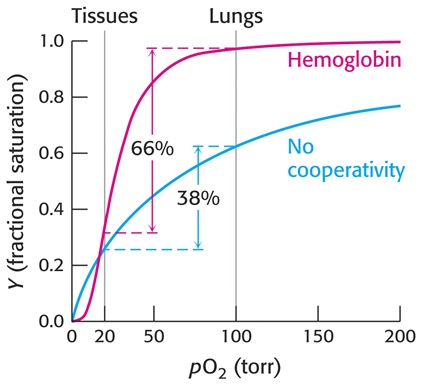 Tissues
Lungs
1.0
0.8
0.6
0.4
0.2
0.0
Y (fractional saturation)
Hemoglobin
66%
No
cooperativity
38%
0
20
50
100
150
200
pO₂ (torr)